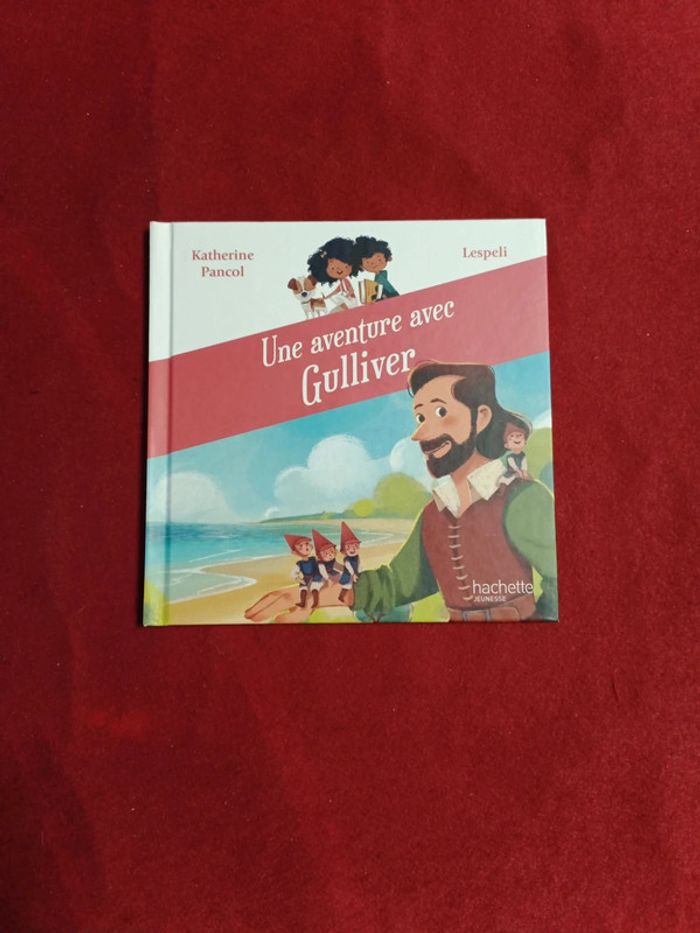 Katherine
Pancol
Lespeli
Une aventure avec
Gulliver
hachette
JEUNESSE